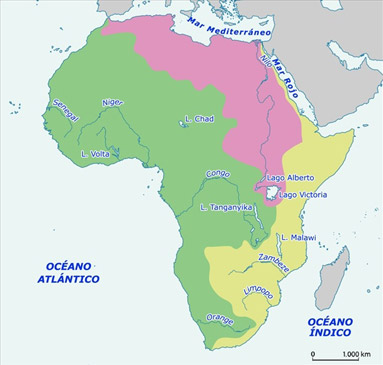 Mar Mediterráneo
Nilo
Mar Rojo
Senegal
Níger
L. Chad
L. Volta
Lago Alberto
Congo
Lago Victoria
L. Tanganyika
L. Malawi
Zambeze
OCÉANO
ATLÁNTICO
Limpopo
Orange
OCÉANO
ÍNDICO
0 1.000 km